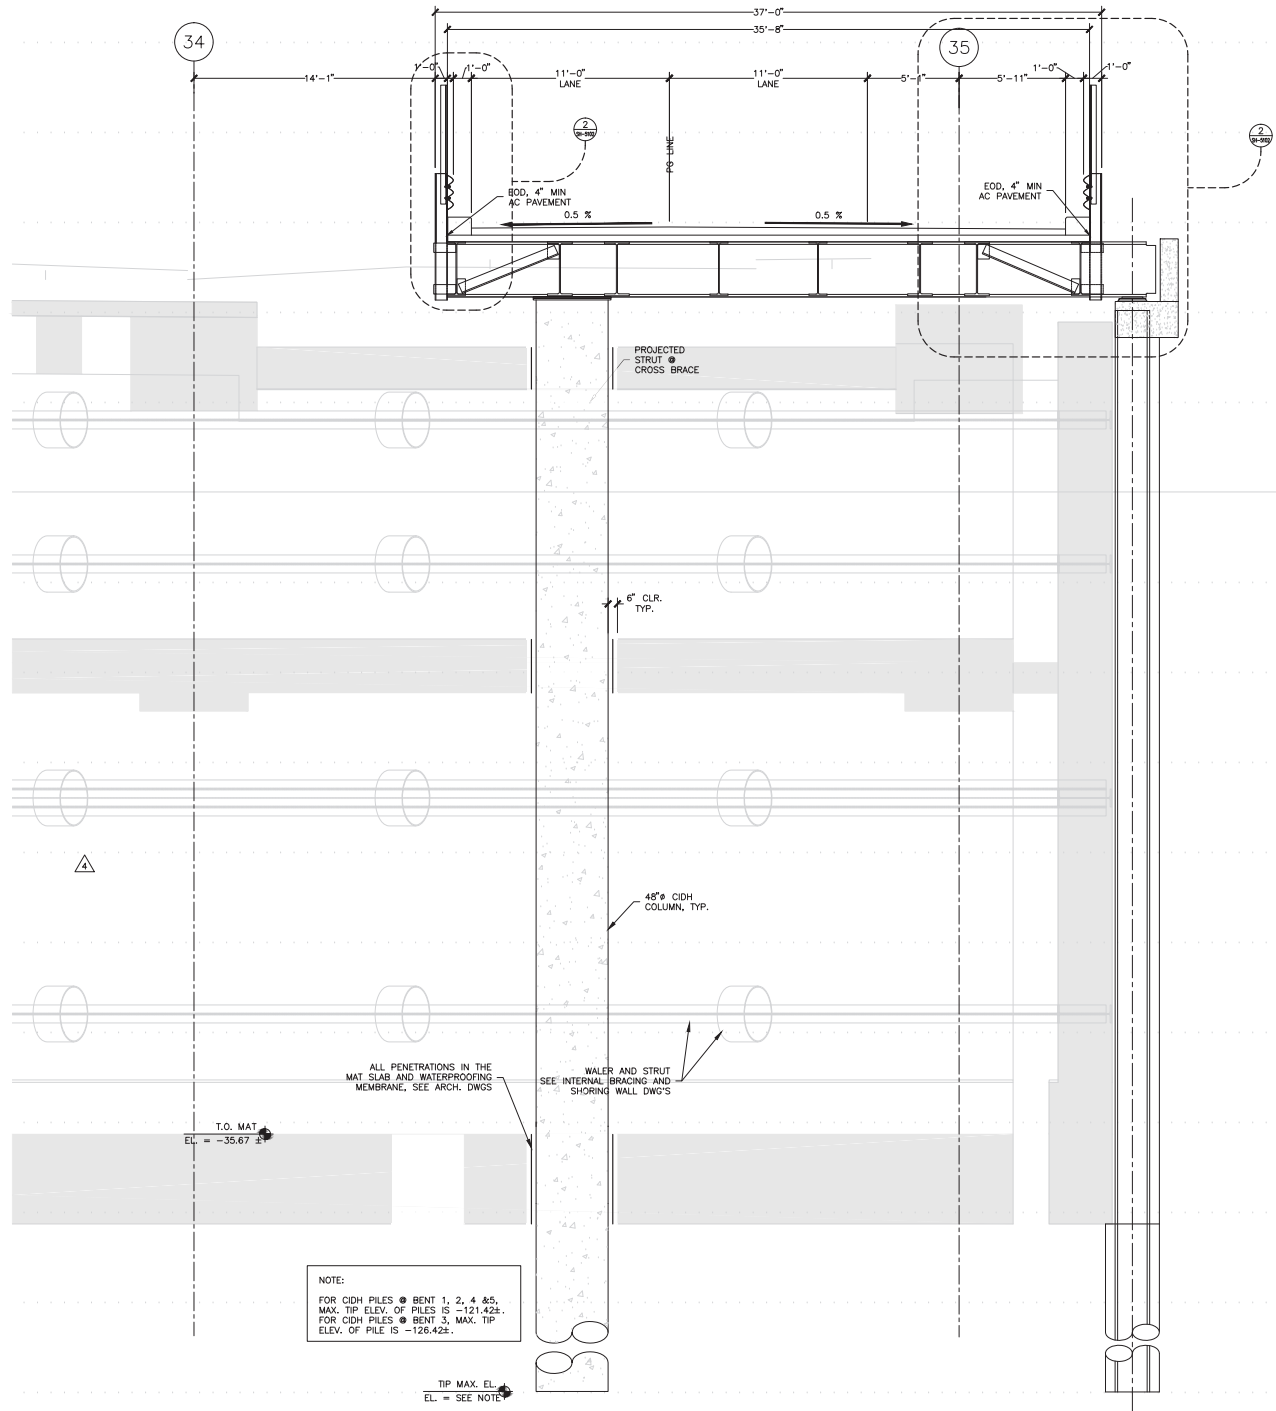 37'-0"
35'-8"
34
35
14'-1"
1'-0"
1'-0"
11'-0"
LANE
11'-0"
LANE
5'-1"
5'-11"
1'-0"
1'-0"
2
SH-5102
2
SH-5102
PG LINE
EOD, 4" MIN
AC PAVEMENT
EOD, 4" MIN
AC PAVEMENT
0.5 %
0.5 %
PROJECTED
STRUT @
CROSS BRACE
6" CLR.
TYP.
4
48"ø CIDH
COLUMN, TYP.
ALL PENETRATIONS IN THE
MAT SLAB AND WATERPROOFING
MEMBRANE, SEE ARCH. DWGS
WALER AND STRUT
SEE INTERNAL BRACING AND
SHORING WALL DWG'S
T.O. MAT
EL. = -35.67 ±
NOTE:
FOR CIDH PILES @ BENT 1, 2, 4 &5,
MAX. TIP ELEV. OF PILES IS -121.42±.
FOR CIDH PILES @ BENT 3, MAX. TIP
ELEV. OF PILE IS -126.42±.
TIP MAX. EL.
EL. = SEE NOTE